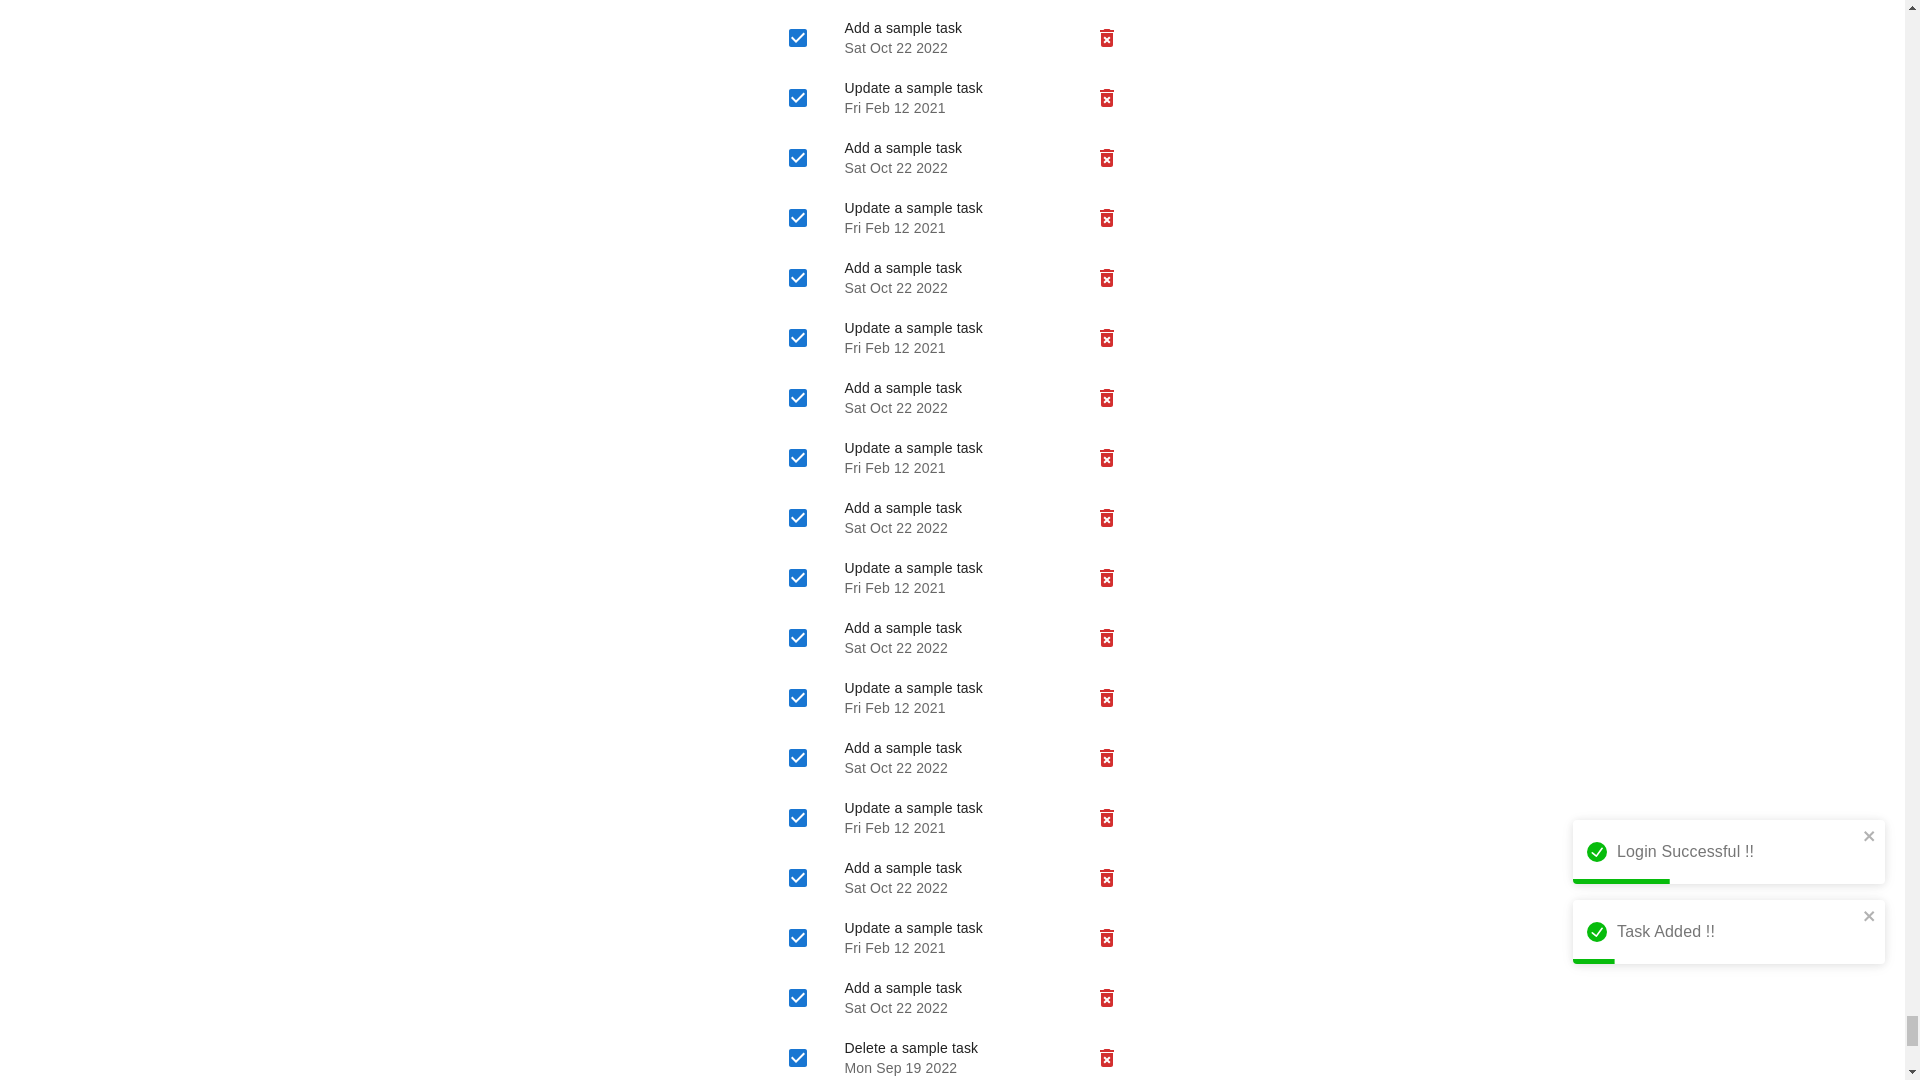 Add a sample task
Sat Oct 22 2022
Update a sample task
Fri Feb 12 2021
Add a sample task
Sat Oct 22 2022
Update a sample task
Fri Feb 12 2021
Add a sample task
Sat Oct 22 2022
Update a sample task
Fri Feb 12 2021
Add a sample task
Sat Oct 22 2022
Update a sample task
Fri Feb 12 2021
Add a sample task
Sat Oct 22 2022
Update a sample task
Fri Feb 12 2021
Add a sample task
Sat Oct 22 2022
Update a sample task
Fri Feb 12 2021
Add a sample task
Sat Oct 22 2022
Update a sample task
Fri Feb 12 2021
Add a sample task
Sat Oct 22 2022
Update a sample task
Fri Feb 12 2021
Add a sample task
Sat Oct 22 2022
Delete a sample task
Mon Sep 19 2022
Login Successful !!
Task Added !!